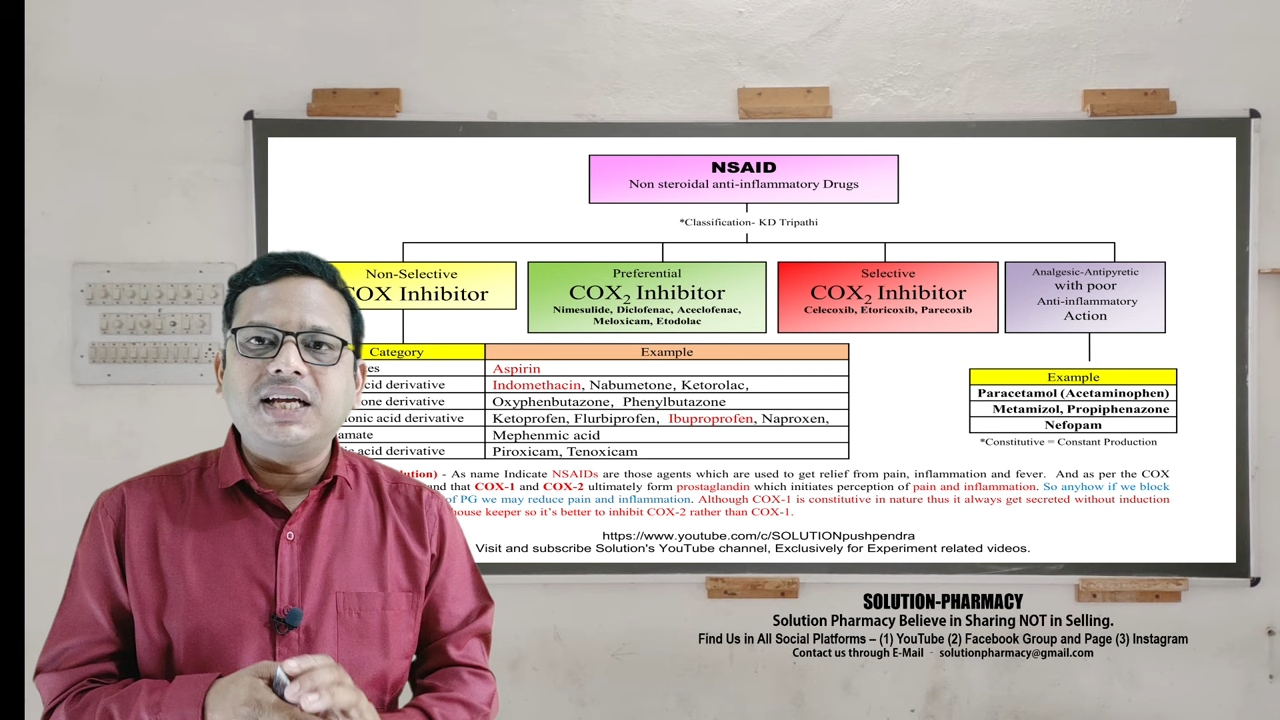 NSAID
Non steroidal anti-inflammatory Drugs
*Classification- KD Tripathi
Non-Selective
COX Inhibitor
Preferential
COX₂ Inhibitor
Nimesulide, Diclofenac, Aceclofenac,
Meloxicam, Etodolac
Selective
COX₂ Inhibitor
Celecoxib, Etoricoxib, Parecoxib
Analgesic-Antipyretic
with poor
Anti-inflammatory
Action
Category Example
Aspirin
acid derivative Indomethacin, Nabumetone, Ketorolac,
derivative Oxyphenbutazone, Phenylbutazone
acid derivative Ketoprofen, Flurbiprofen, Ibuproprofen, Naproxen,
Mephenmic acid
acid derivative Piroxicam, Tenoxicam
Example
Paracetamol (Acetaminophen)
Metamizol, Propiphenazone
Nefopam
*Constitutive = Constant Production
- As name Indicate NSAIDs are those agents which are used to get relief from pain, inflammation and fever. And as per the COX
and that COX-1 and COX-2 ultimately form prostaglandin which initiates perception of pain and inflammation. So anyhow if we block
of PG we may reduce pain and inflammation. Although COX-1 is constitutive in nature thus it always get secreted without induction
house keeper so it's better to inhibit COX-2 rather than COX-1.
https://www.youtube.com/c/SOLUTIONpushpendra
Visit and subscribe Solution's YouTube channel, Exclusively for Experiment related videos.
SOLUTION-PHARMACY
Solution Pharmacy Believe in Sharing NOT in Selling.
Find Us in All Social Platforms – (1) YouTube (2) Facebook Group and Page (3) Instagram
Contact us through E-Mail - solutionpharmacy@gmail.com